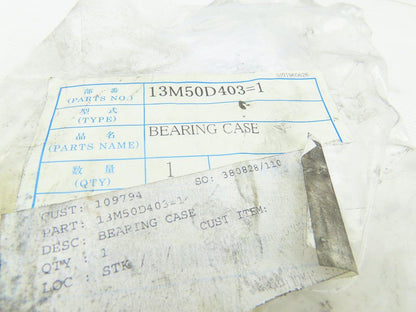 部番 13M50D403=1
(PARTS NO.)
型式
(TYPE)
品名 BEARING CASE
(PARTS NAME)
数量 1
(QTY)
CUST: 109794 SO: 380828/110
PART: 13M50D403=1
DESC: BEARING CASE
QTY : 1 CUST ITEM:
LOC : STK / /